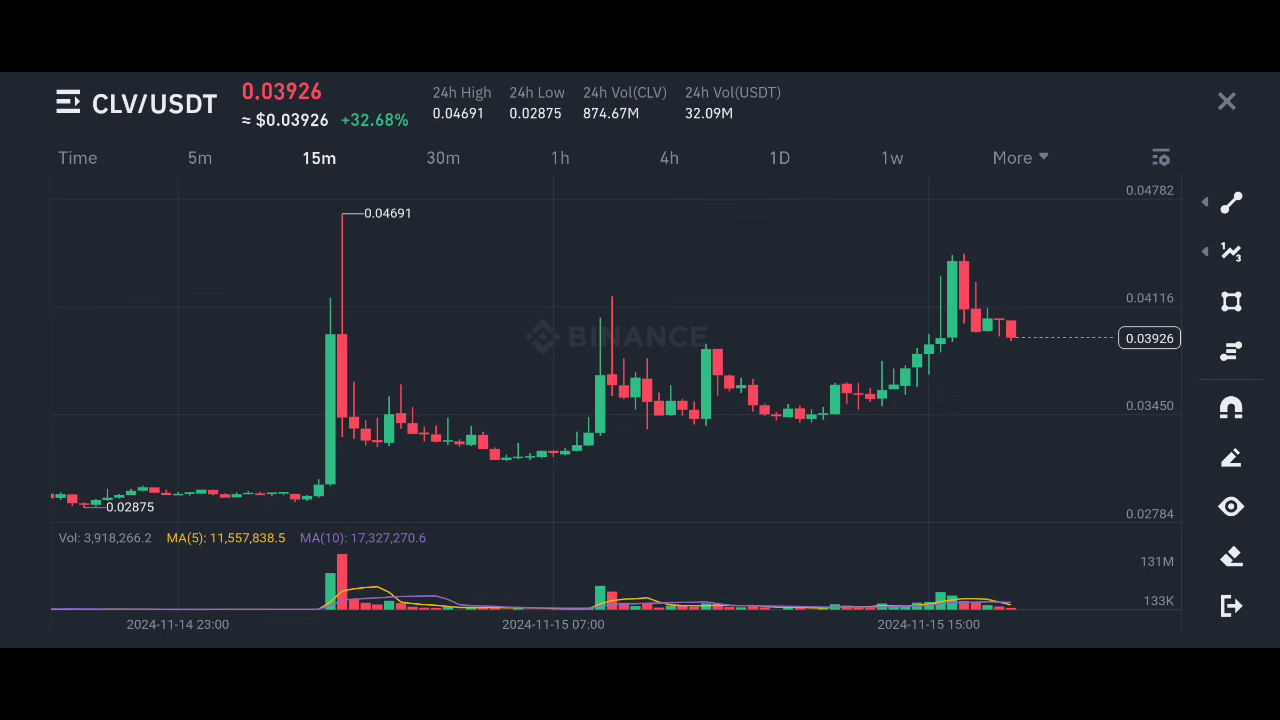 CLV/USDT
0.03926
≈ $0.03926 +32.68%
24h High 24h Low 24h Vol(CLV) 24h Vol(USDT)
0.04691 0.02875 874.67M 32.09M
Time 5m 15m 30m 1h 4h 1D 1w More
0.04782
0.04691
0.04116
BINANCE
0.03926
0.03450
0.02875
0.02784
Vol: 3,918,266.2 MA(5): 11,557,838.5 MA(10): 17,327,270.6
131M
133K
2024-11-14 23:00 2024-11-15 07:00 2024-11-15 15:00